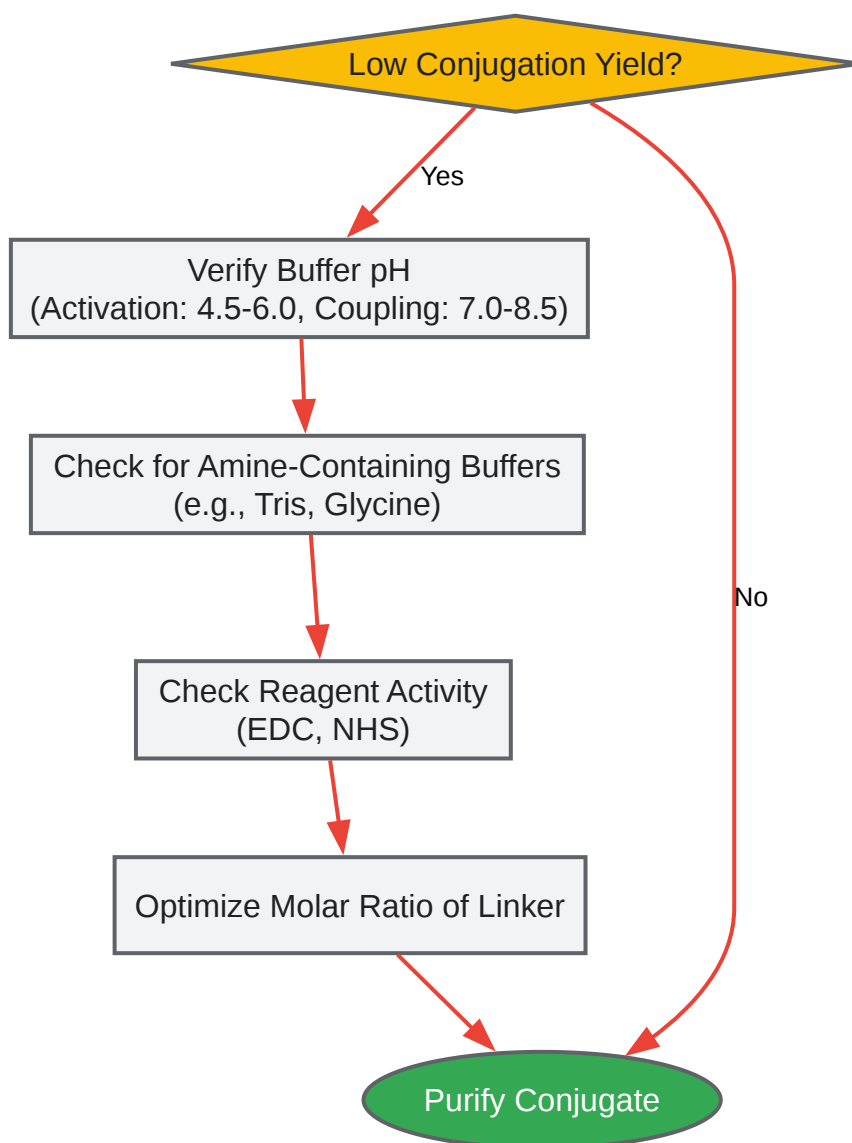 Low Conjugation Yield?
Yes
Verify Buffer pH
(Activation: 4.5-6.0, Coupling: 7.0-8.5)
Check for Amine-Containing Buffers
(e.g., Tris, Glycine)
No
Check Reagent Activity
(EDC, NHS)
Optimize Molar Ratio of Linker
Purify Conjugate